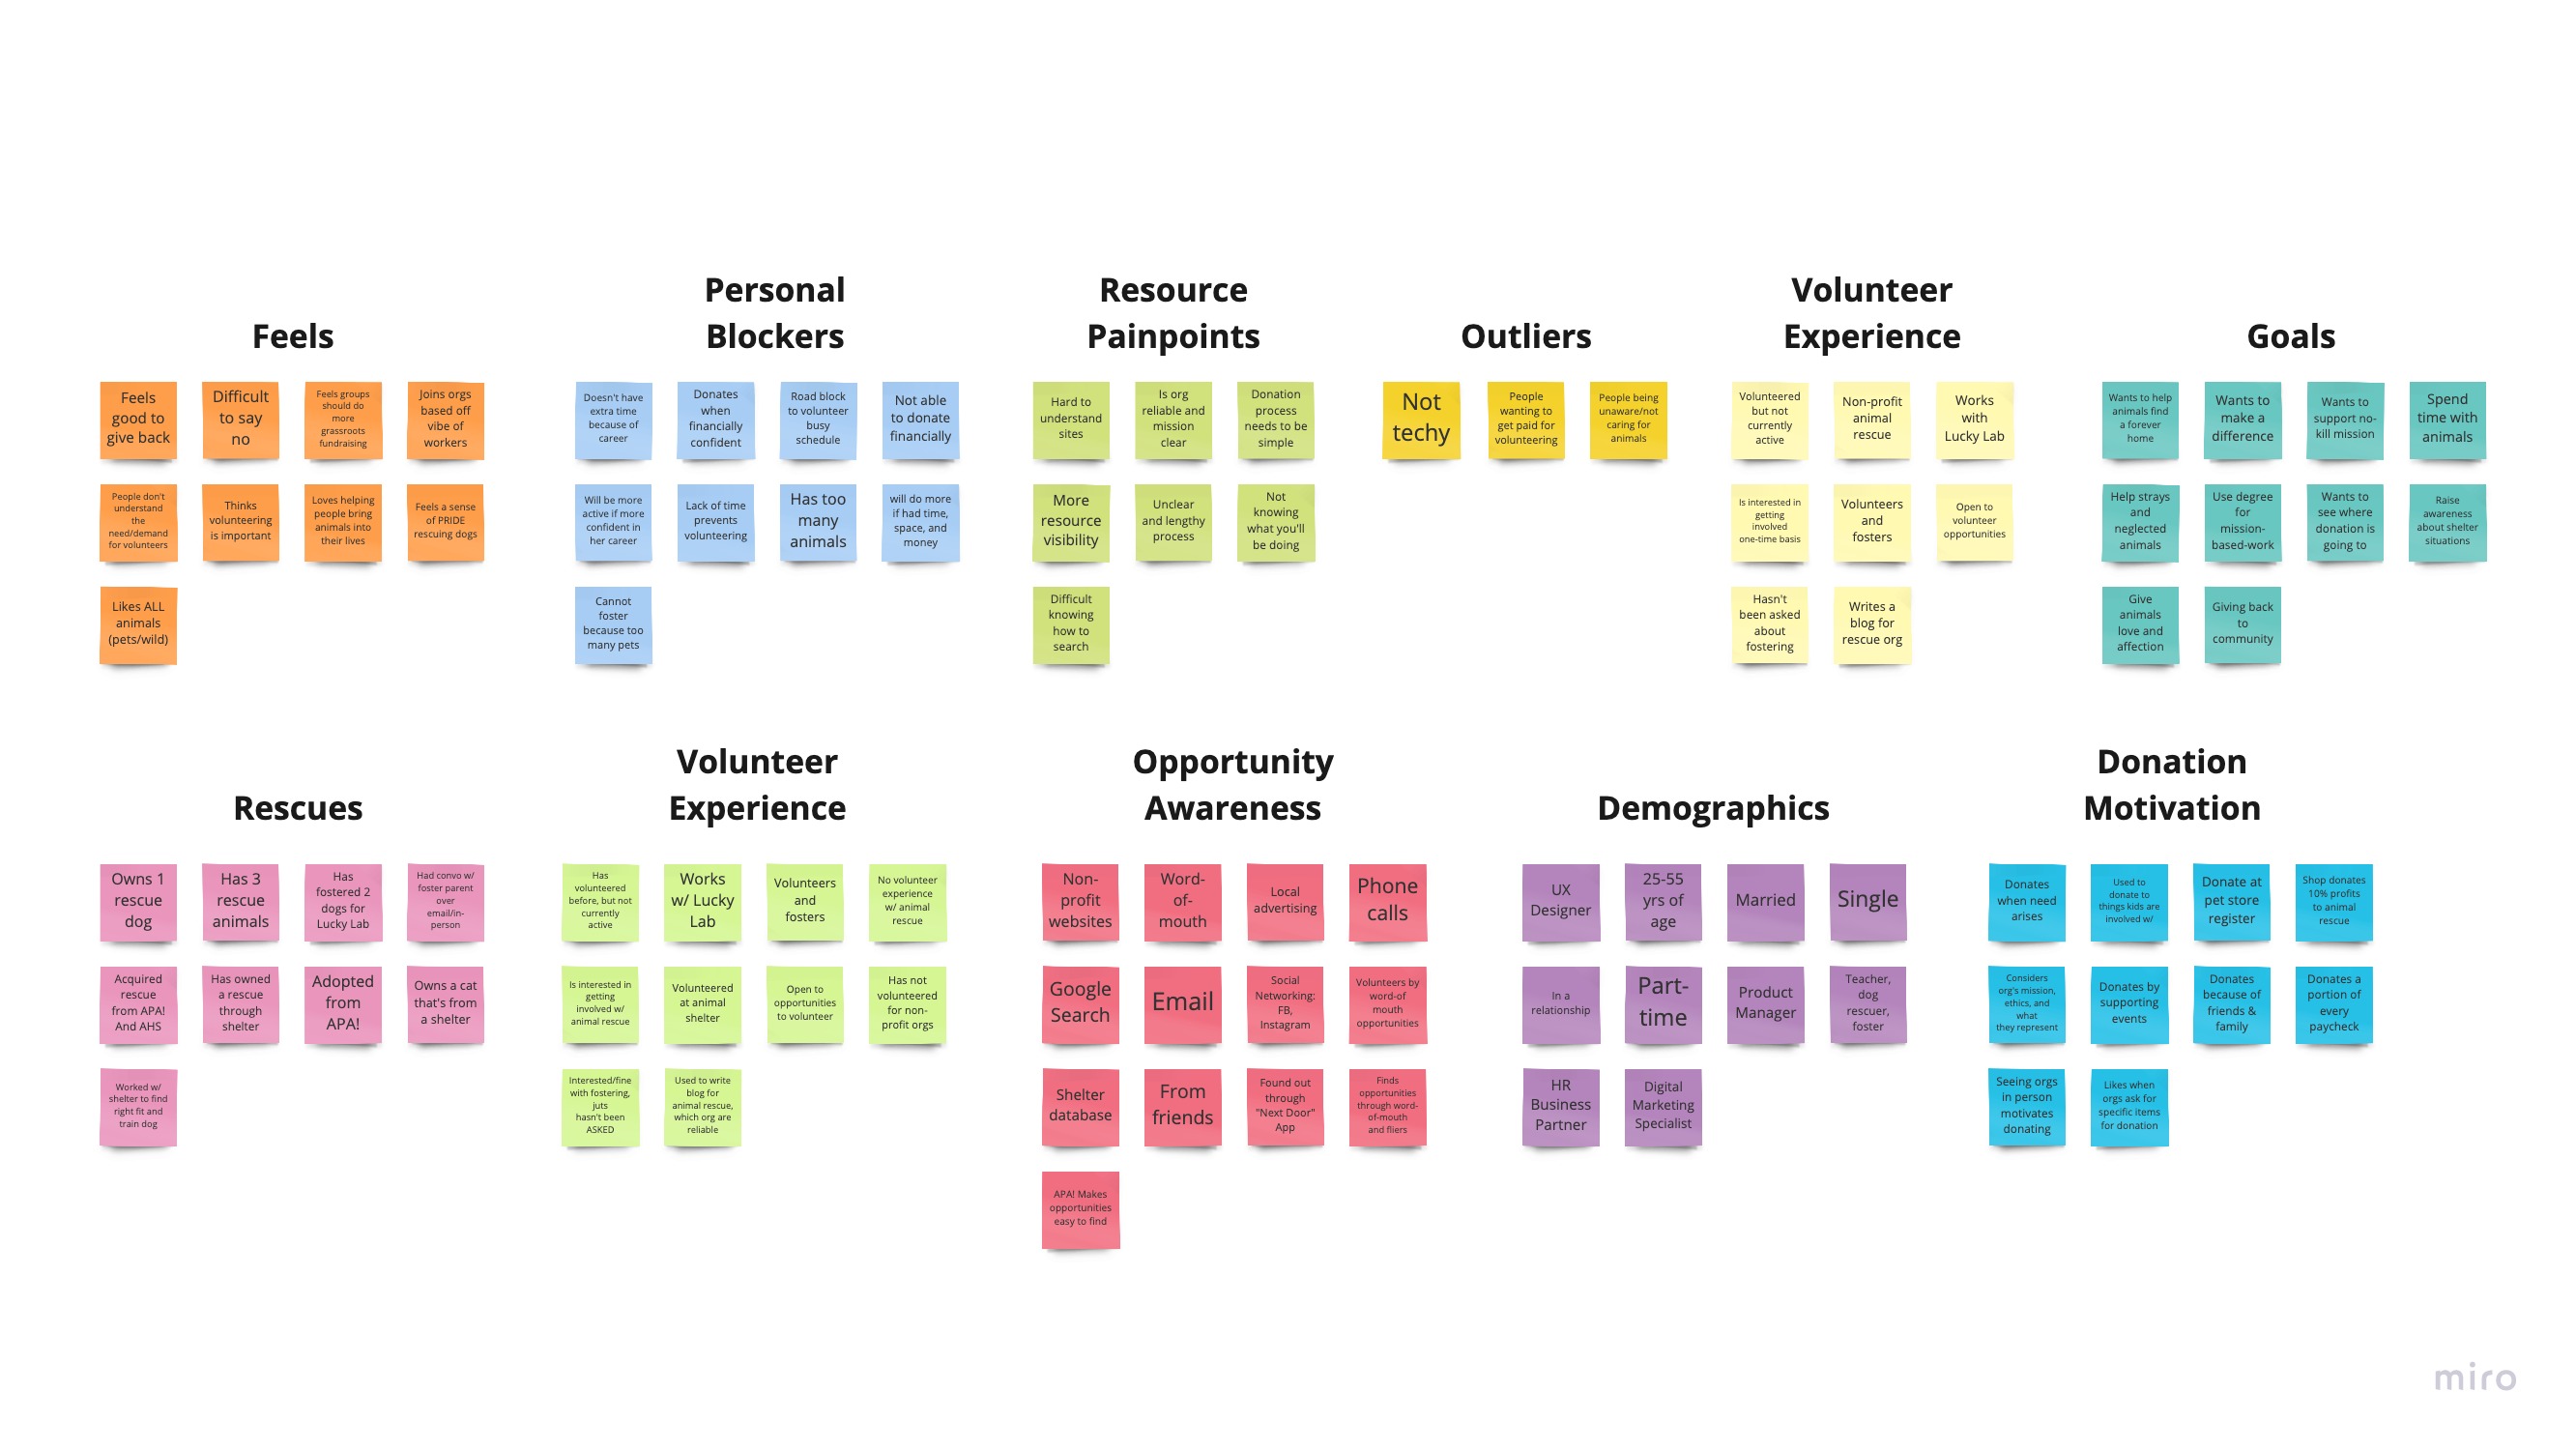 Feels
Feels
good to
give back
Difficult
to say
no
Feels groups
should do
more
grassroots
fundraising
Joins orgs
based off
vibe of
workers
People don't
understand
the
need/demand
for volunteers
Thinks
volunteering
is important
Loves helping
people bring
animals into
their lives
Feels a sense
of PRIDE
rescuing dogs
Likes ALL
animals
(pets/wild)
Personal
Blockers
Doesn't have
extra time
because of
career
Donates
when
financially
confident
Road block
to volunteer
busy
schedule
Not able
to donate
financially
Will be more
active if more
confident in
her career
Lack of time
prevents
volunteering
Has too
many
animals
will do more
if had time,
space, and
money
Cannot
foster
because too
many pets
Resource
Painpoints
Hard to
understand
sites
Is org
reliable and
mission
clear
Donation
process
needs to be
simple
More
resource
visibility
Unclear
and lengthy
process
Not
knowing
what you'll
be doing
Difficult
knowing
how to
search
Outliers
Not
techy
People
wanting to
get paid for
volunteering
People being
unaware/not
caring for
animals
Volunteer
Experience
Volunteered
but not
currently
active
Non-profit
animal
rescue
Works
with
Lucky Lab
Is interested in
getting
involved
one-time basis
Volunteers
and
fosters
Open to
volunteer
opportunities
Hasn't
been asked
about
fostering
Writes a
blog for
rescue org
Goals
Wants to help
animals find
a forever
home
Wants to
make a
difference
Wants to
support no-
kill mission
Spend
time with
animals
Help strays
and
neglected
animals
Use degree
for
mission-
based-work
Wants to
see where
donation is
going to
Raise
awareness
about shelter
situations
Give
animals
love and
affection
Giving back
to
community
Rescues
Owns 1
rescue
dog
Has 3
rescue
animals
Has
fostered 2
dogs for
Lucky Lab
Had convo w/
foster parent
over
email/in-
person
Acquired
rescue
from APA!
And AHS
Has owned
a rescue
through
shelter
Adopted
from
APA!
Owns a cat
that's from
a shelter
Worked w/
shelter to find
right fit and
train dog
Volunteer
Experience
Has
volunteered
before, but not
currently
active
Works
w/ Lucky
Lab
Volunteers
and
fosters
No volunteer
experience
w/ animal
rescue
Is interested in
getting
involved w/
animal rescue
Volunteered
at animal
shelter
Open to
opportunities
to volunteer
Has not
volunteered
for non-
profit orgs
Interested/fine
with fostering,
juts
hasn't been
ASKED
Used to write
blog for
animal rescue,
which org are
reliable
Opportunity
Awareness
Non-
profit
websites
Word-
of-
mouth
Local
advertising
Phone
calls
Google
Search
Email
Social
Networking:
FB,
Instagram
Volunteers by
word-of
mouth
opportunities
Shelter
database
From
friends
Found out
through
"Next Door"
App
Finds
opportunities
through word-
of-mouth
and fliers
APA! Makes
opportunities
easy to find
Demographics
UX
Designer
25-55
yrs of
age
Married
Single
In a
relationship
Part-
time
Product
Manager
Teacher,
dog
rescuer,
foster
HR
Business
Partner
Digital
Marketing
Specialist
Donation
Motivation
Donates
when need
arises
Used to
donate to
things kids are
involved w/
Donate at
pet store
register
Shop donates
10% profits
to animal
rescue
Considers
org's mission,
ethics, and
what
they represent
Donates by
supporting
events
Donates
because of
friends &
family
Donates a
portion of
every
paycheck
Seeing orgs
in person
motivates
donating
Likes when
orgs ask for
specific items
for donation
miro